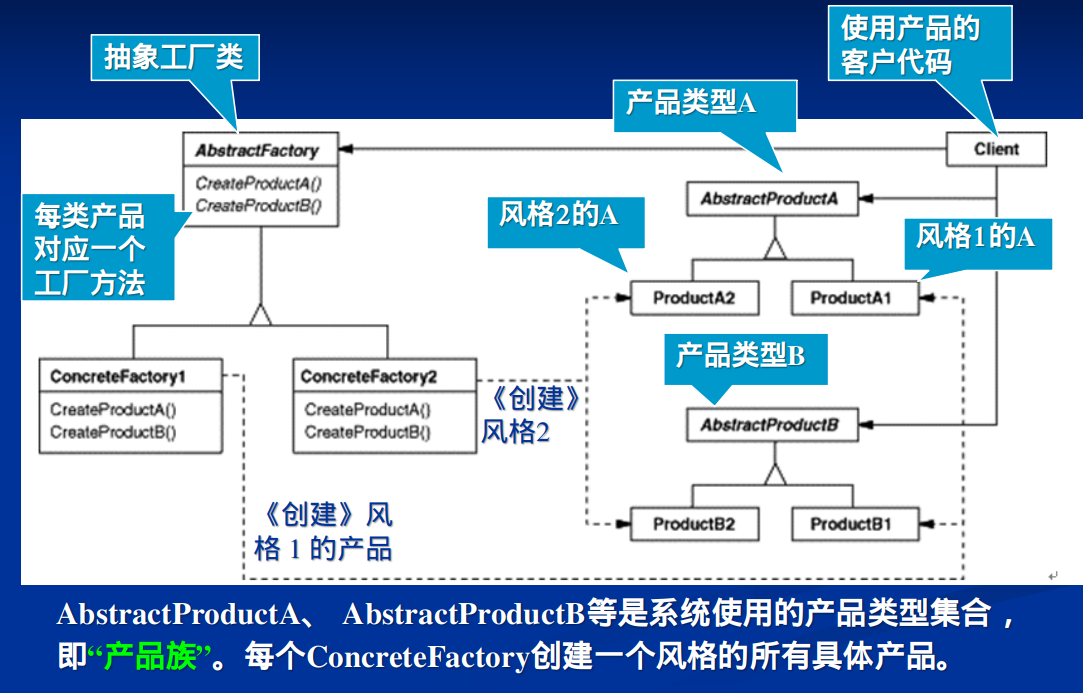 抽象工厂类
使用产品的
客户代码
产品类型A
AbstractFactory
CreateProductA()
CreateProductB()
Client
每类产品
对应一个
工厂方法
AbstractProductA
风格2的A
风格1的A
ProductA2
ProductA1
产品类型B
ConcreteFactory1
CreateProductA()
CreateProductB()
ConcreteFactory2
CreateProductA()
CreateProductB()
《创建》
风格2
AbstractProductB
《创建》风
格 1 的产品
ProductB2
ProductB1
AbstractProductA、 AbstractProductB等是系统使用的产品类型集合，
即“产品族”。每个ConcreteFactory创建一个风格的所有具体产品。